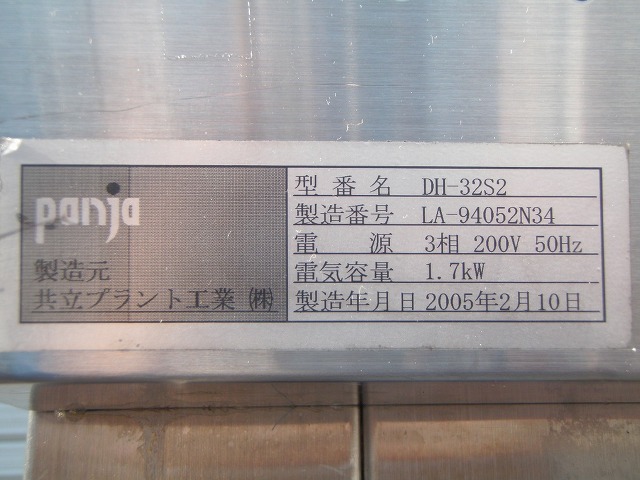 panja
製造元
共立プラント工業㈱
型番名 DH-32S2
製造番号 LA-94052N34
電 源 3相 200V 50Hz
電気容量 1.7kW
製造年月日 2005年2月10日